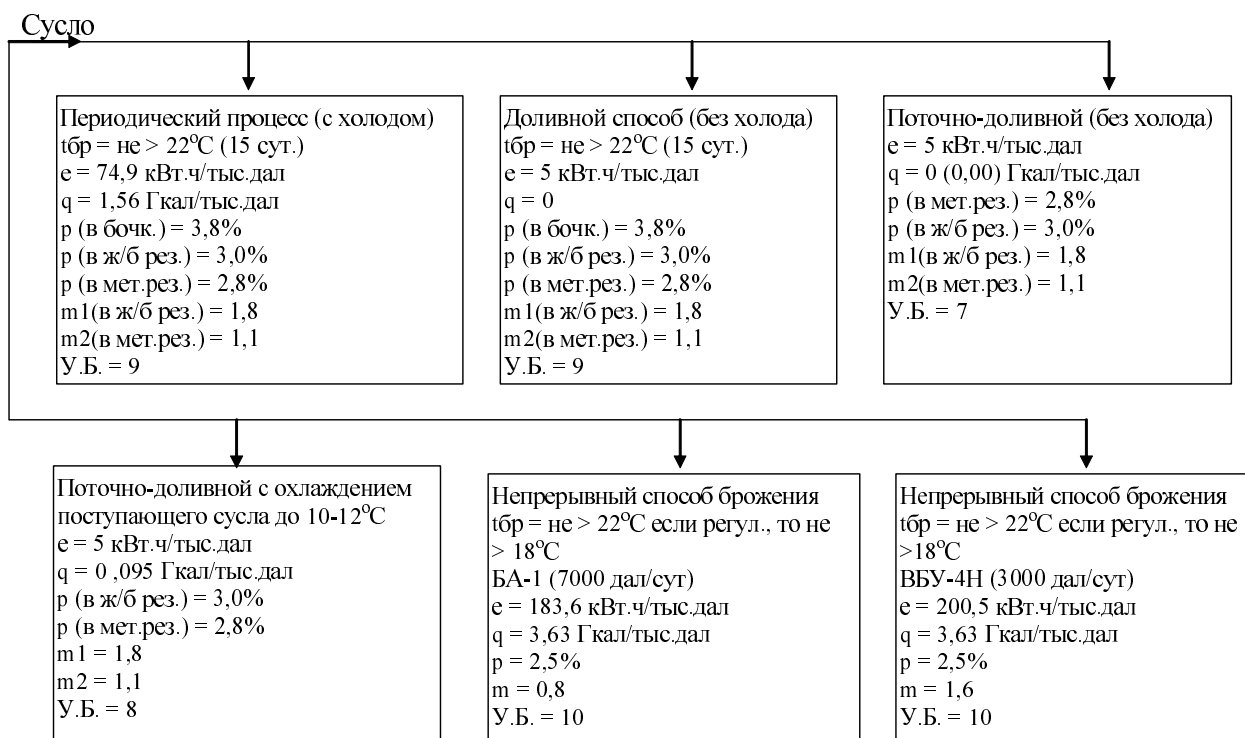 Сусло
Периодический процесс (с холодом)
tбр = не > 22°С (15 сут.)
е = 74,9 кВт.ч/тыс.дал
q = 1,56 Гкал/тыс.дал
p (в бочк.) = 3,8%
p (в ж/б рез.) = 3,0%
p (в мет.рез.) = 2,8%
m1(в ж/б рез.) = 1,8
m2(в мет.рез.) = 1,1
У.Б. = 9
Доливной способ (без холода)
tбр = не > 22°С (15 сут.)
е = 5 кВт.ч/тыс.дал
q = 0
p (в бочк.) = 3,8%
p (в ж/б рез.) = 3,0%
p (в мет.рез.) = 2,8%
m1(в ж/б рез.) = 1,8
m2(в мет.рез.) = 1,1
У.Б. = 9
Поточно-доливной (без холода)
е = 5 кВт.ч/тыс.дал
q = 0 (0,00) Гкал/тыс.дал
p (в мет.рез.) = 2,8%
p (в ж/б рез.) = 3,0%
m1(в ж/б рез.) = 1,8
m2(в мет.рез.) = 1,1
У.Б. = 7
Поточно-доливной с охлаждением
поступающего сусла до 10-12°С
е = 5 кВт.ч/тыс.дал
q = 0 ,095 Гкал/тыс.дал
p (в ж/б рез.) = 3,0%
p (в мет.рез.) = 2,8%
m1 = 1,8
m2 = 1,1
У.Б. = 8
Непрерывный способ брожения
tбр = не > 22°С если регул., то не
> 18°С
БА-1 (7000 дал/сут)
е = 183,6 кВт.ч/тыс.дал
q = 3,63 Гкал/тыс.дал
p = 2,5%
m = 0,8
У.Б. = 10
Непрерывный способ брожения
tбр = не > 22°С если регул., то не
>18°С
ВБУ-4Н (3000 дал/сут)
е = 200,5 кВт.ч/тыс.дал
q = 3,63 Гкал/тыс.дал
p = 2,5%
m = 1,6
У.Б. = 10